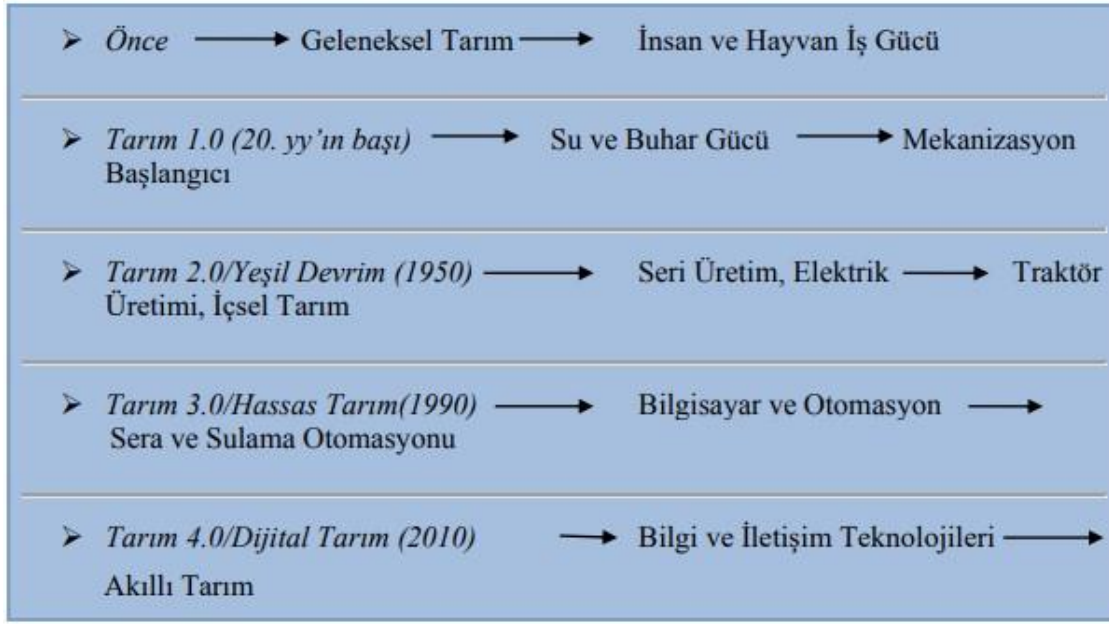 ➢ Önce → Geleneksel Tarım → İnsan ve Hayvan İş Gücü
➢ Tarım 1.0 (20. yy’ın başı) → Su ve Buhar Gücü → Mekanizasyon
Başlangıcı
➢ Tarım 2.0/Yeşil Devrim (1950) → Seri Üretim, Elektrik → Traktör
Üretimi, İçsel Tarım
➢ Tarım 3.0/Hassas Tarım(1990) → Bilgisayar ve Otomasyon →
Sera ve Sulama Otomasyonu
➢ Tarım 4.0/Dijital Tarım (2010) → Bilgi ve İletişim Teknolojileri →
Akıllı Tarım